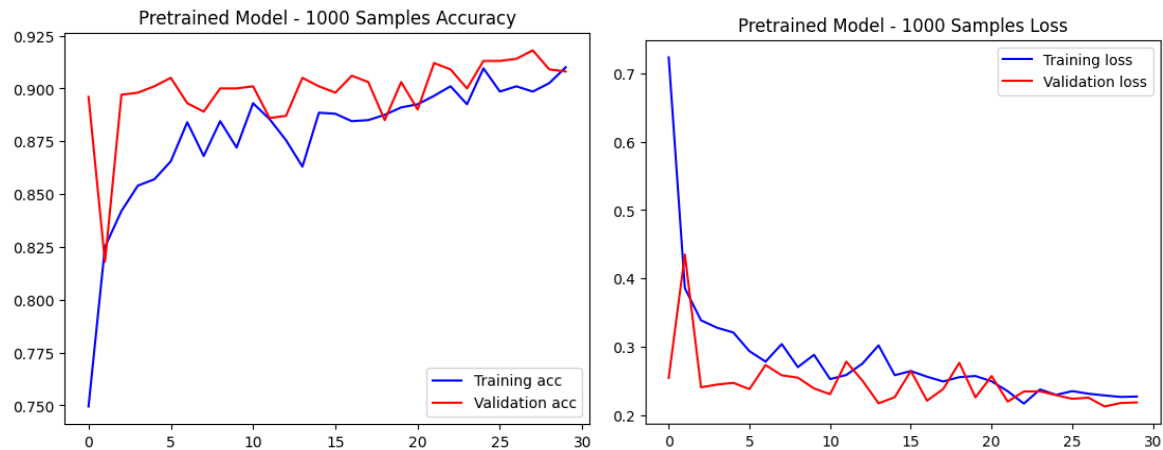 Pretrained Model - 1000 Samples Accuracy
0.925
0.900
0.875
0.850
0.825
0.800
0.775
0.750
Training acc
Validation acc
0 5 10 15 20 25 30
Pretrained Model - 1000 Samples Loss
0.7
0.6
0.5
0.4
0.3
0.2
Training loss
Validation loss
0 5 10 15 20 25 30